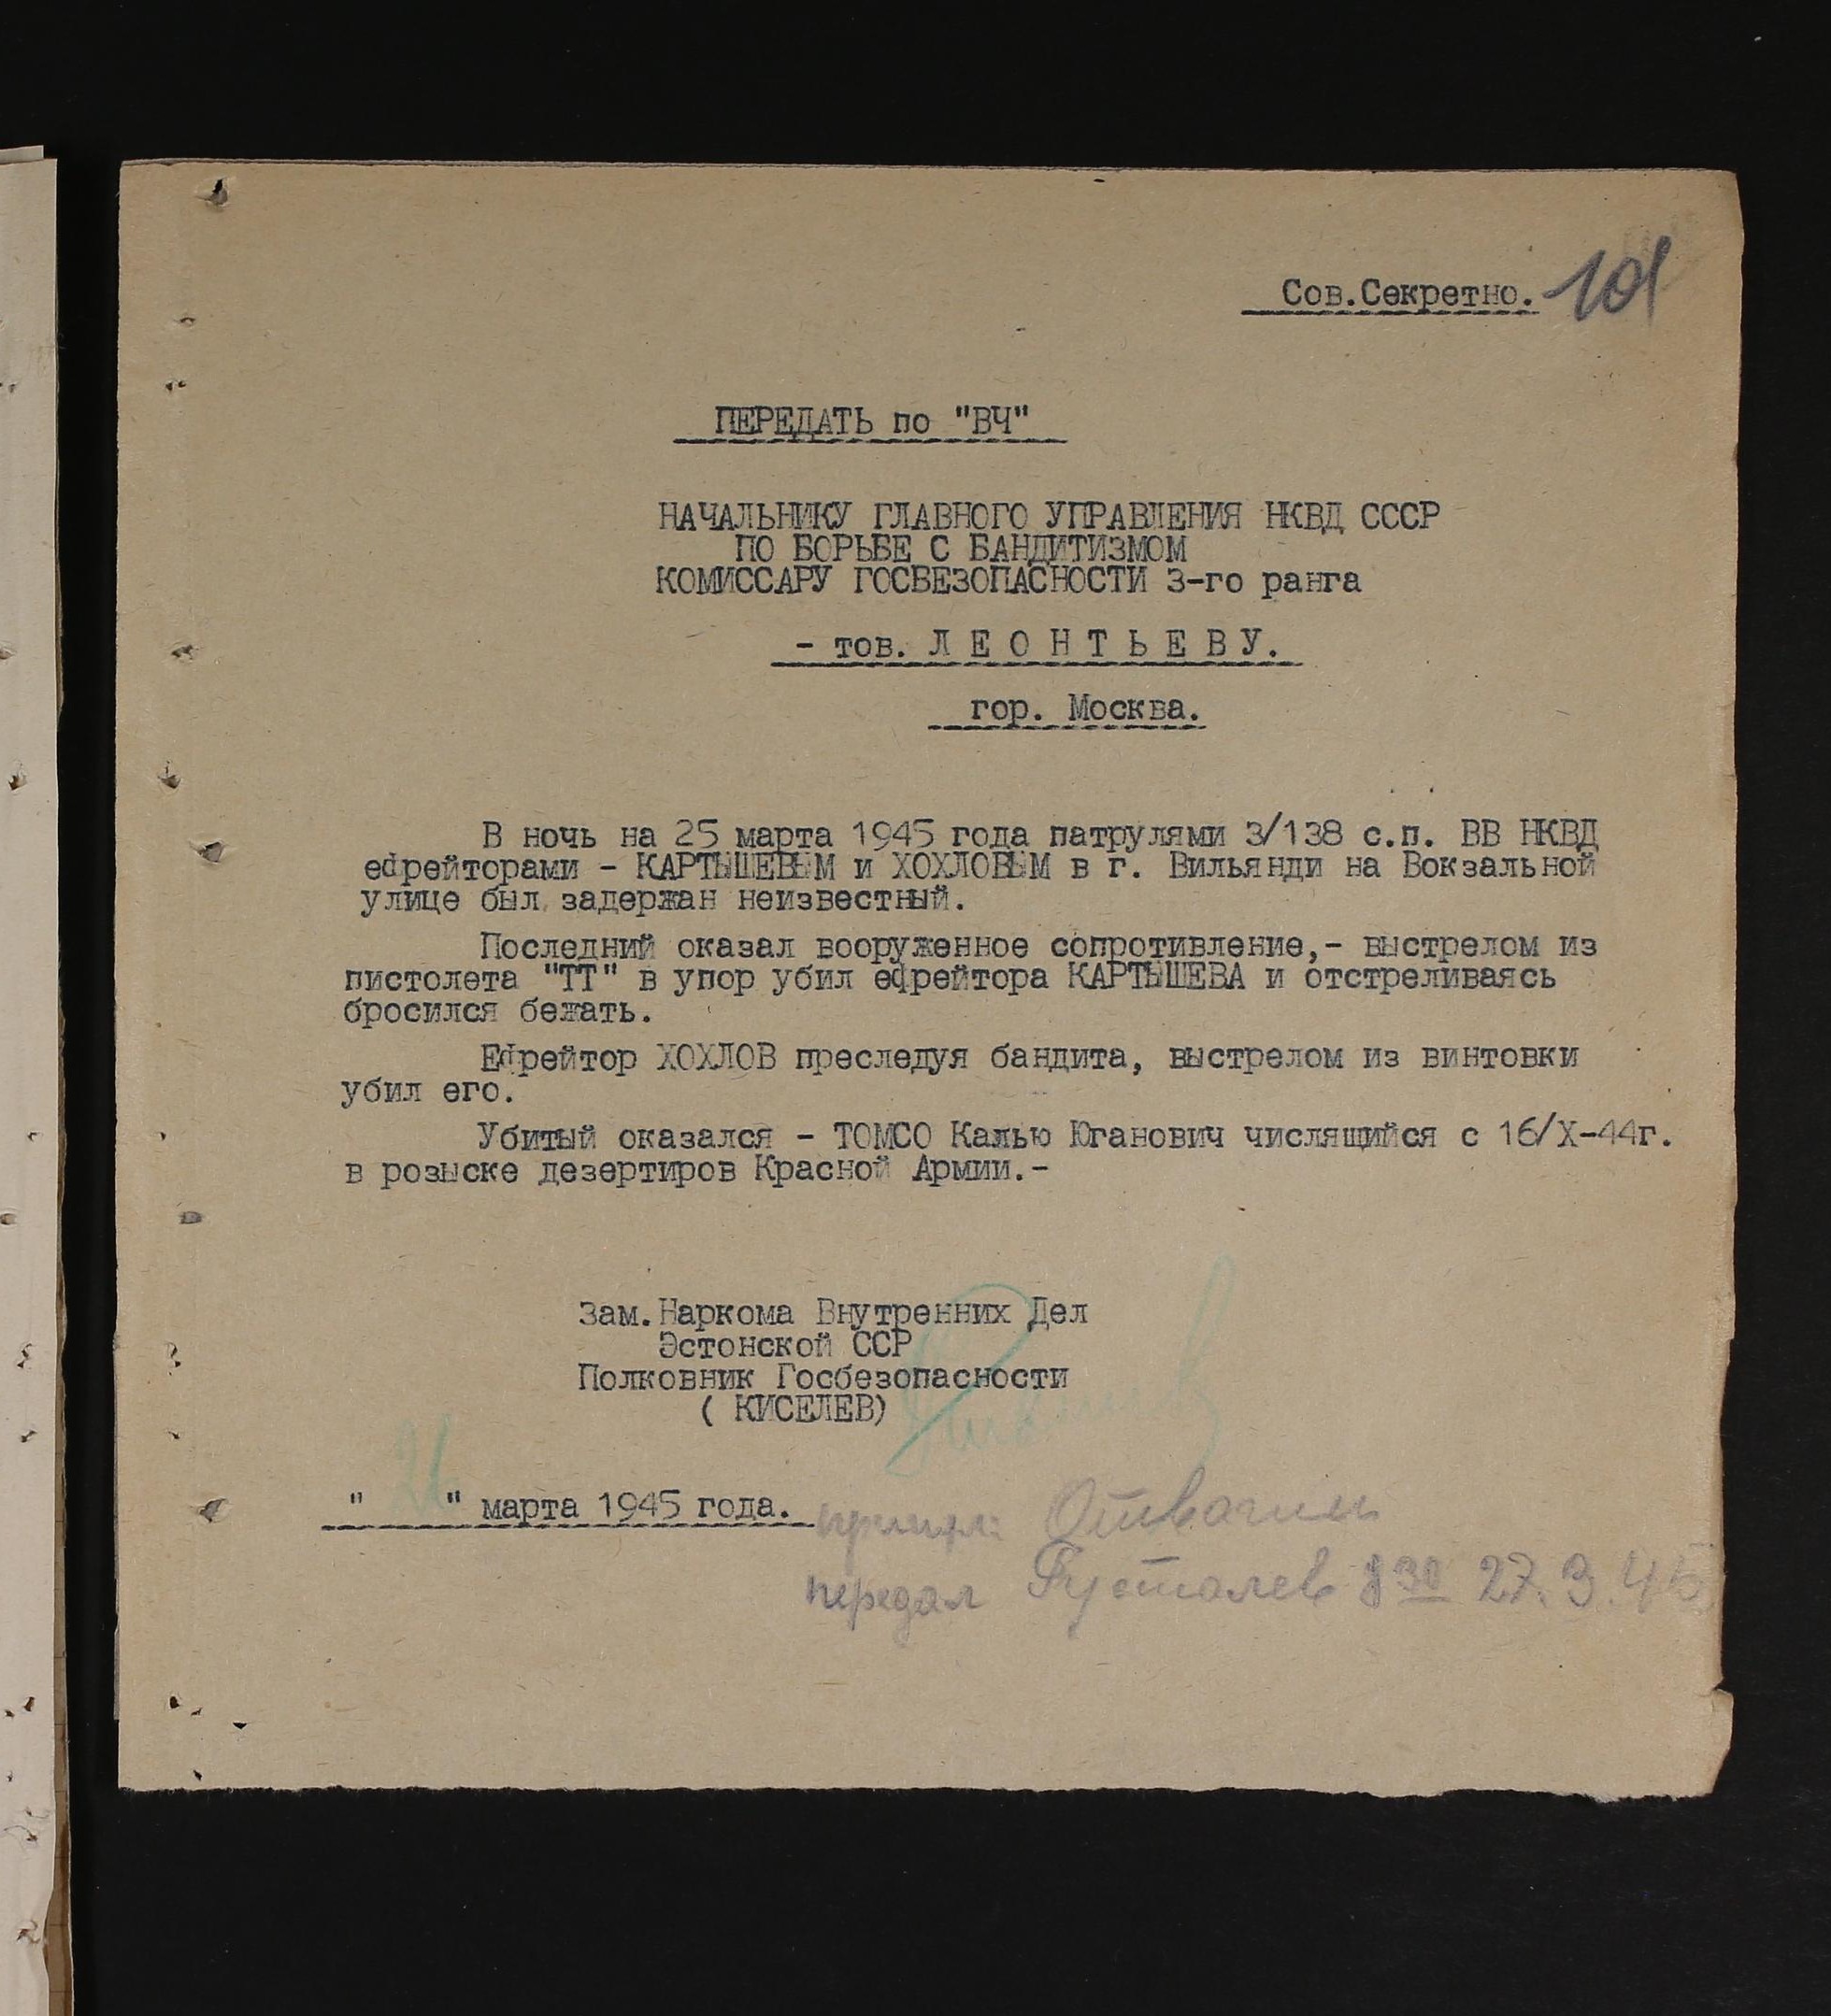 Сов.Секретно. 101
ПЕРЕДАТЬ по "ВЧ"
НАЧАЛЬНИКУ ГЛАВНОГО УПРАВЛЕНИЯ НКВД СССР
ПО БОРЬБЕ С БАНДИТИЗМОМ
КОМИССАРУ ГОСБЕЗОПАСНОСТИ 3-го ранга
- тов. Л Е О Н Т Ь Е В У.
гор. Москва.
В ночь на 25 марта 1945 года патрулями 3/138 с.п. ВВ НКВД
ефрейторами - КАРТЫШЕВЫМ и ХОХЛОВЫМ в г. Вильянди на Вокзальной
улице был задержан неизвестный.
Последний оказал вооруженное сопротивление,- выстрелом из
пистолета "ТТ" в упор убил ефрейтора КАРТЫШЕВА и отстреливаясь
бросился бежать.
Ефрейтор ХОХЛОВ преследуя бандита, выстрелом из винтовки
убил его.
Убитый оказался - ТОМСО Калью Юганович числящийся с 16/X-44г.
в розыске дезертиров Красной Армии.-
Зам.Наркома Внутренних Дел
Эстонской ССР
Полковник Госбезопасности
( КИСЕЛЕВ)
" 26 " марта 1945 года.
принял:
передал 8 30 27.3.45